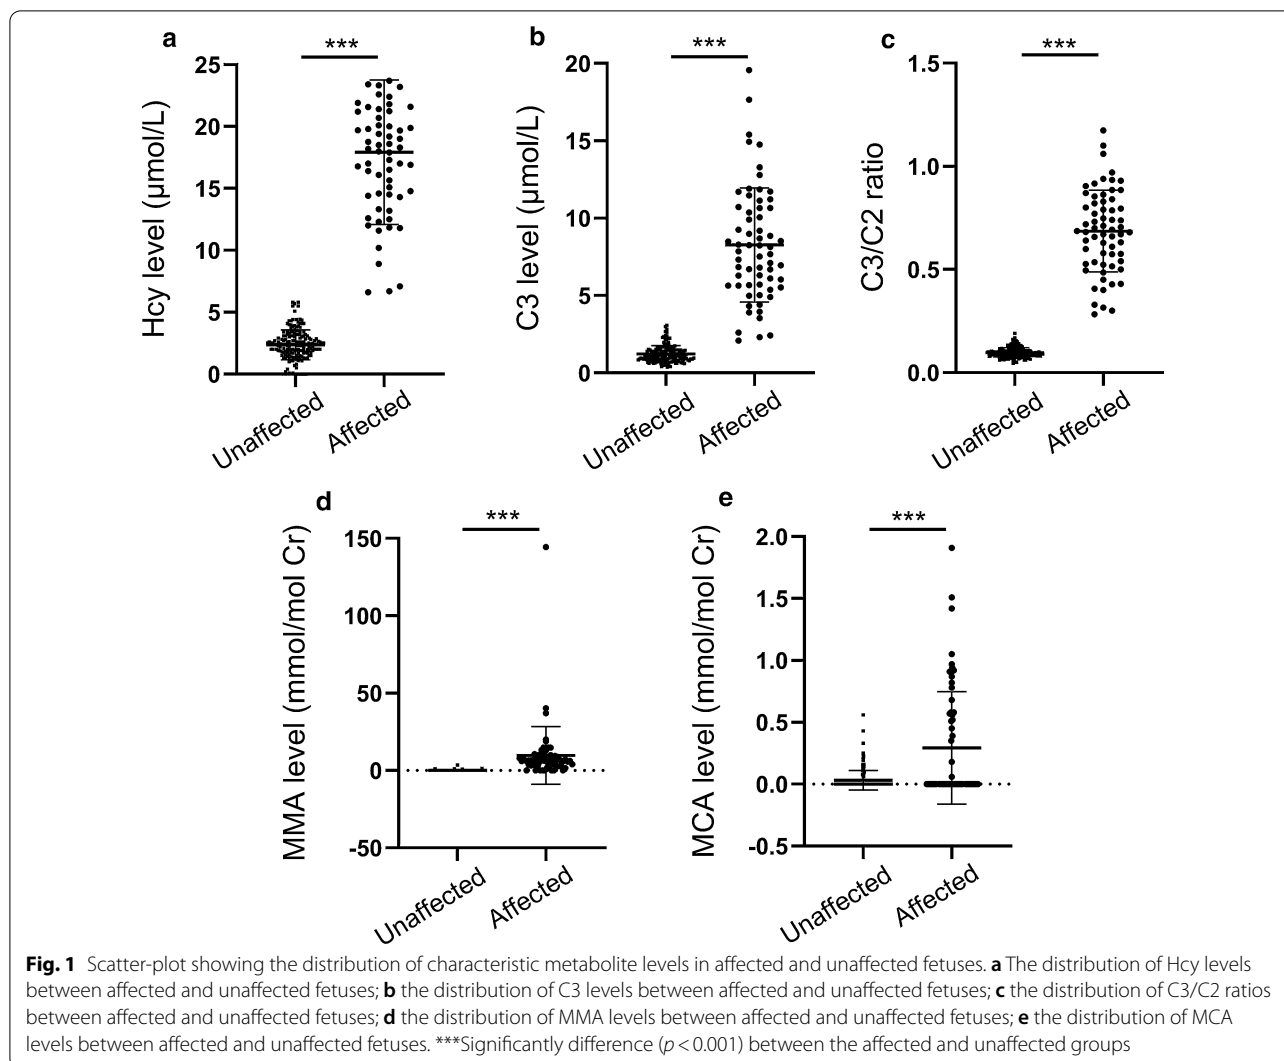 a
***
Hcy level (μmol/L)
25
20
15
10
5
0
Unaffected
Affected
b
***
C3 level (μmol/L)
20
15
10
5
0
Unaffected
Affected
c
***
C3/C2 ratio
1.5
1.0
0.5
0.0
Unaffected
Affected
d
***
MMA level (mmol/mol Cr)
150
100
50
0
-50
Unaffected
Affected
e
***
MCA level (mmol/mol Cr)
2.0
1.5
1.0
0.5
0.0
-0.5
Unaffected
Affected
Fig. 1 Scatter-plot showing the distribution of characteristic metabolite levels in affected and unaffected fetuses. a The distribution of Hcy levels
between affected and unaffected fetuses; b the distribution of C3 levels between affected and unaffected fetuses; c the distribution of C3/C2 ratios
between affected and unaffected fetuses; d the distribution of MMA levels between affected and unaffected fetuses; e the distribution of MCA
levels between affected and unaffected fetuses. ***Significantly difference (p < 0.001) between the affected and unaffected groups